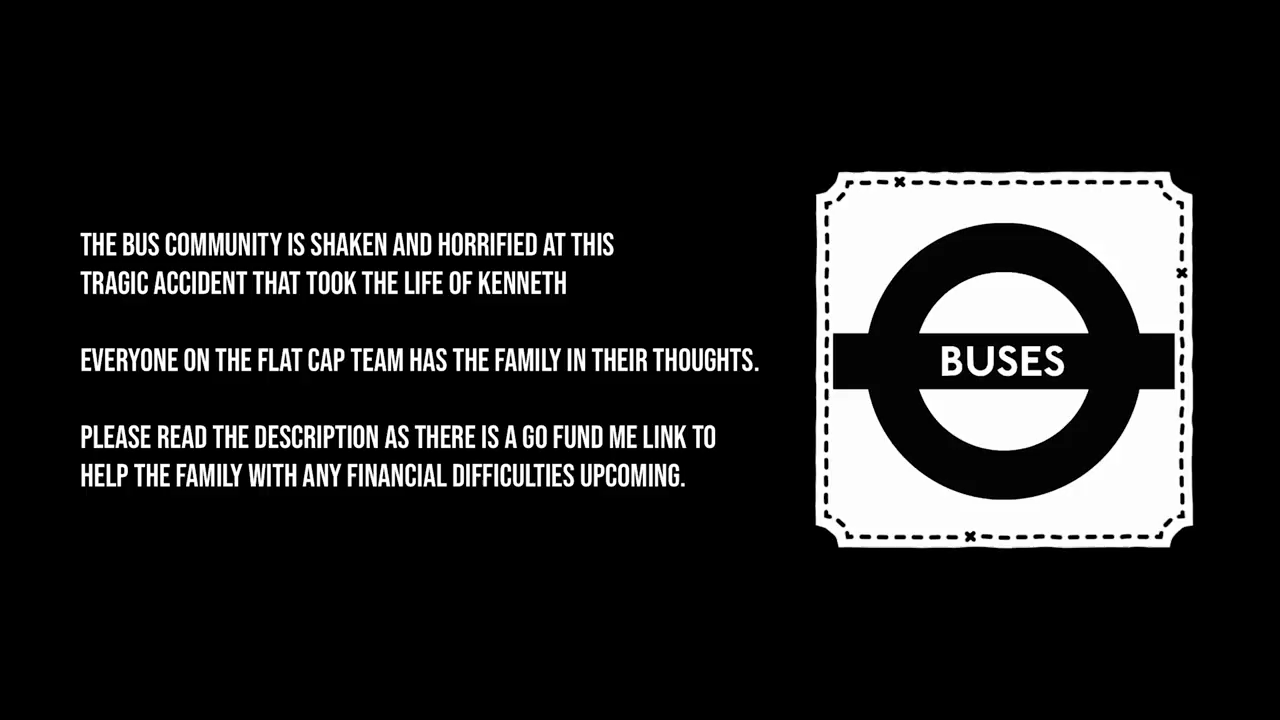 THE BUS COMMUNITY IS SHAKEN AND HORRIFIED AT THIS
TRAGIC ACCIDENT THAT TOOK THE LIFE OF KENNETH
EVERYONE ON THE FLAT CAP TEAM HAS THE FAMILY IN THEIR THOUGHTS.
PLEASE READ THE DESCRIPTION AS THERE IS A GO FUND ME LINK TO
HELP THE FAMILY WITH ANY FINANCIAL DIFFICULTIES UPCOMING.
BUSES